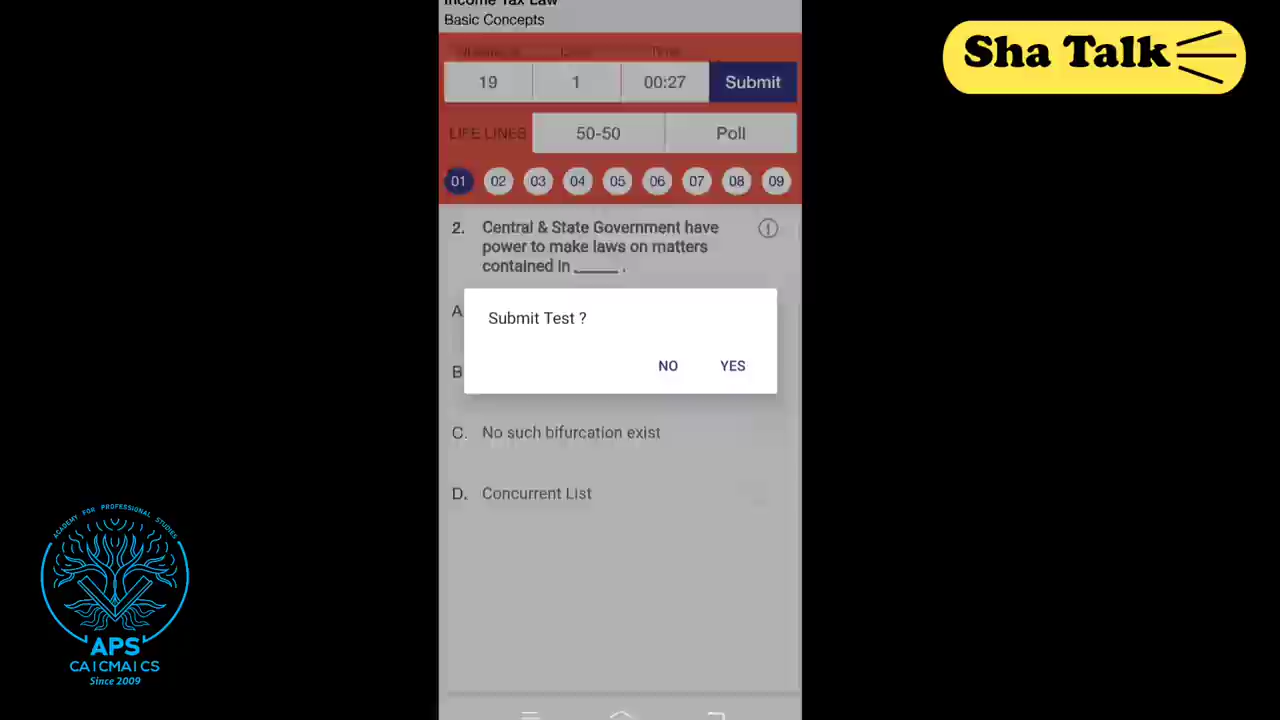 Income Tax Law
Basic Concepts
Sha Talk
19
1
00:27
Submit
LIFE LINES
50-50
Poll
01
02
03
04
05
06
07
08
09
2. Central & State Government have
power to make laws on matters
contained in _____ .
A
Submit Test ?
NO
YES
B
C. No such bifurcation exist
D. Concurrent List
ACADEMY FOR PROFESSIONAL STUDIES
APS
CA|CMA|CS
Since 2009